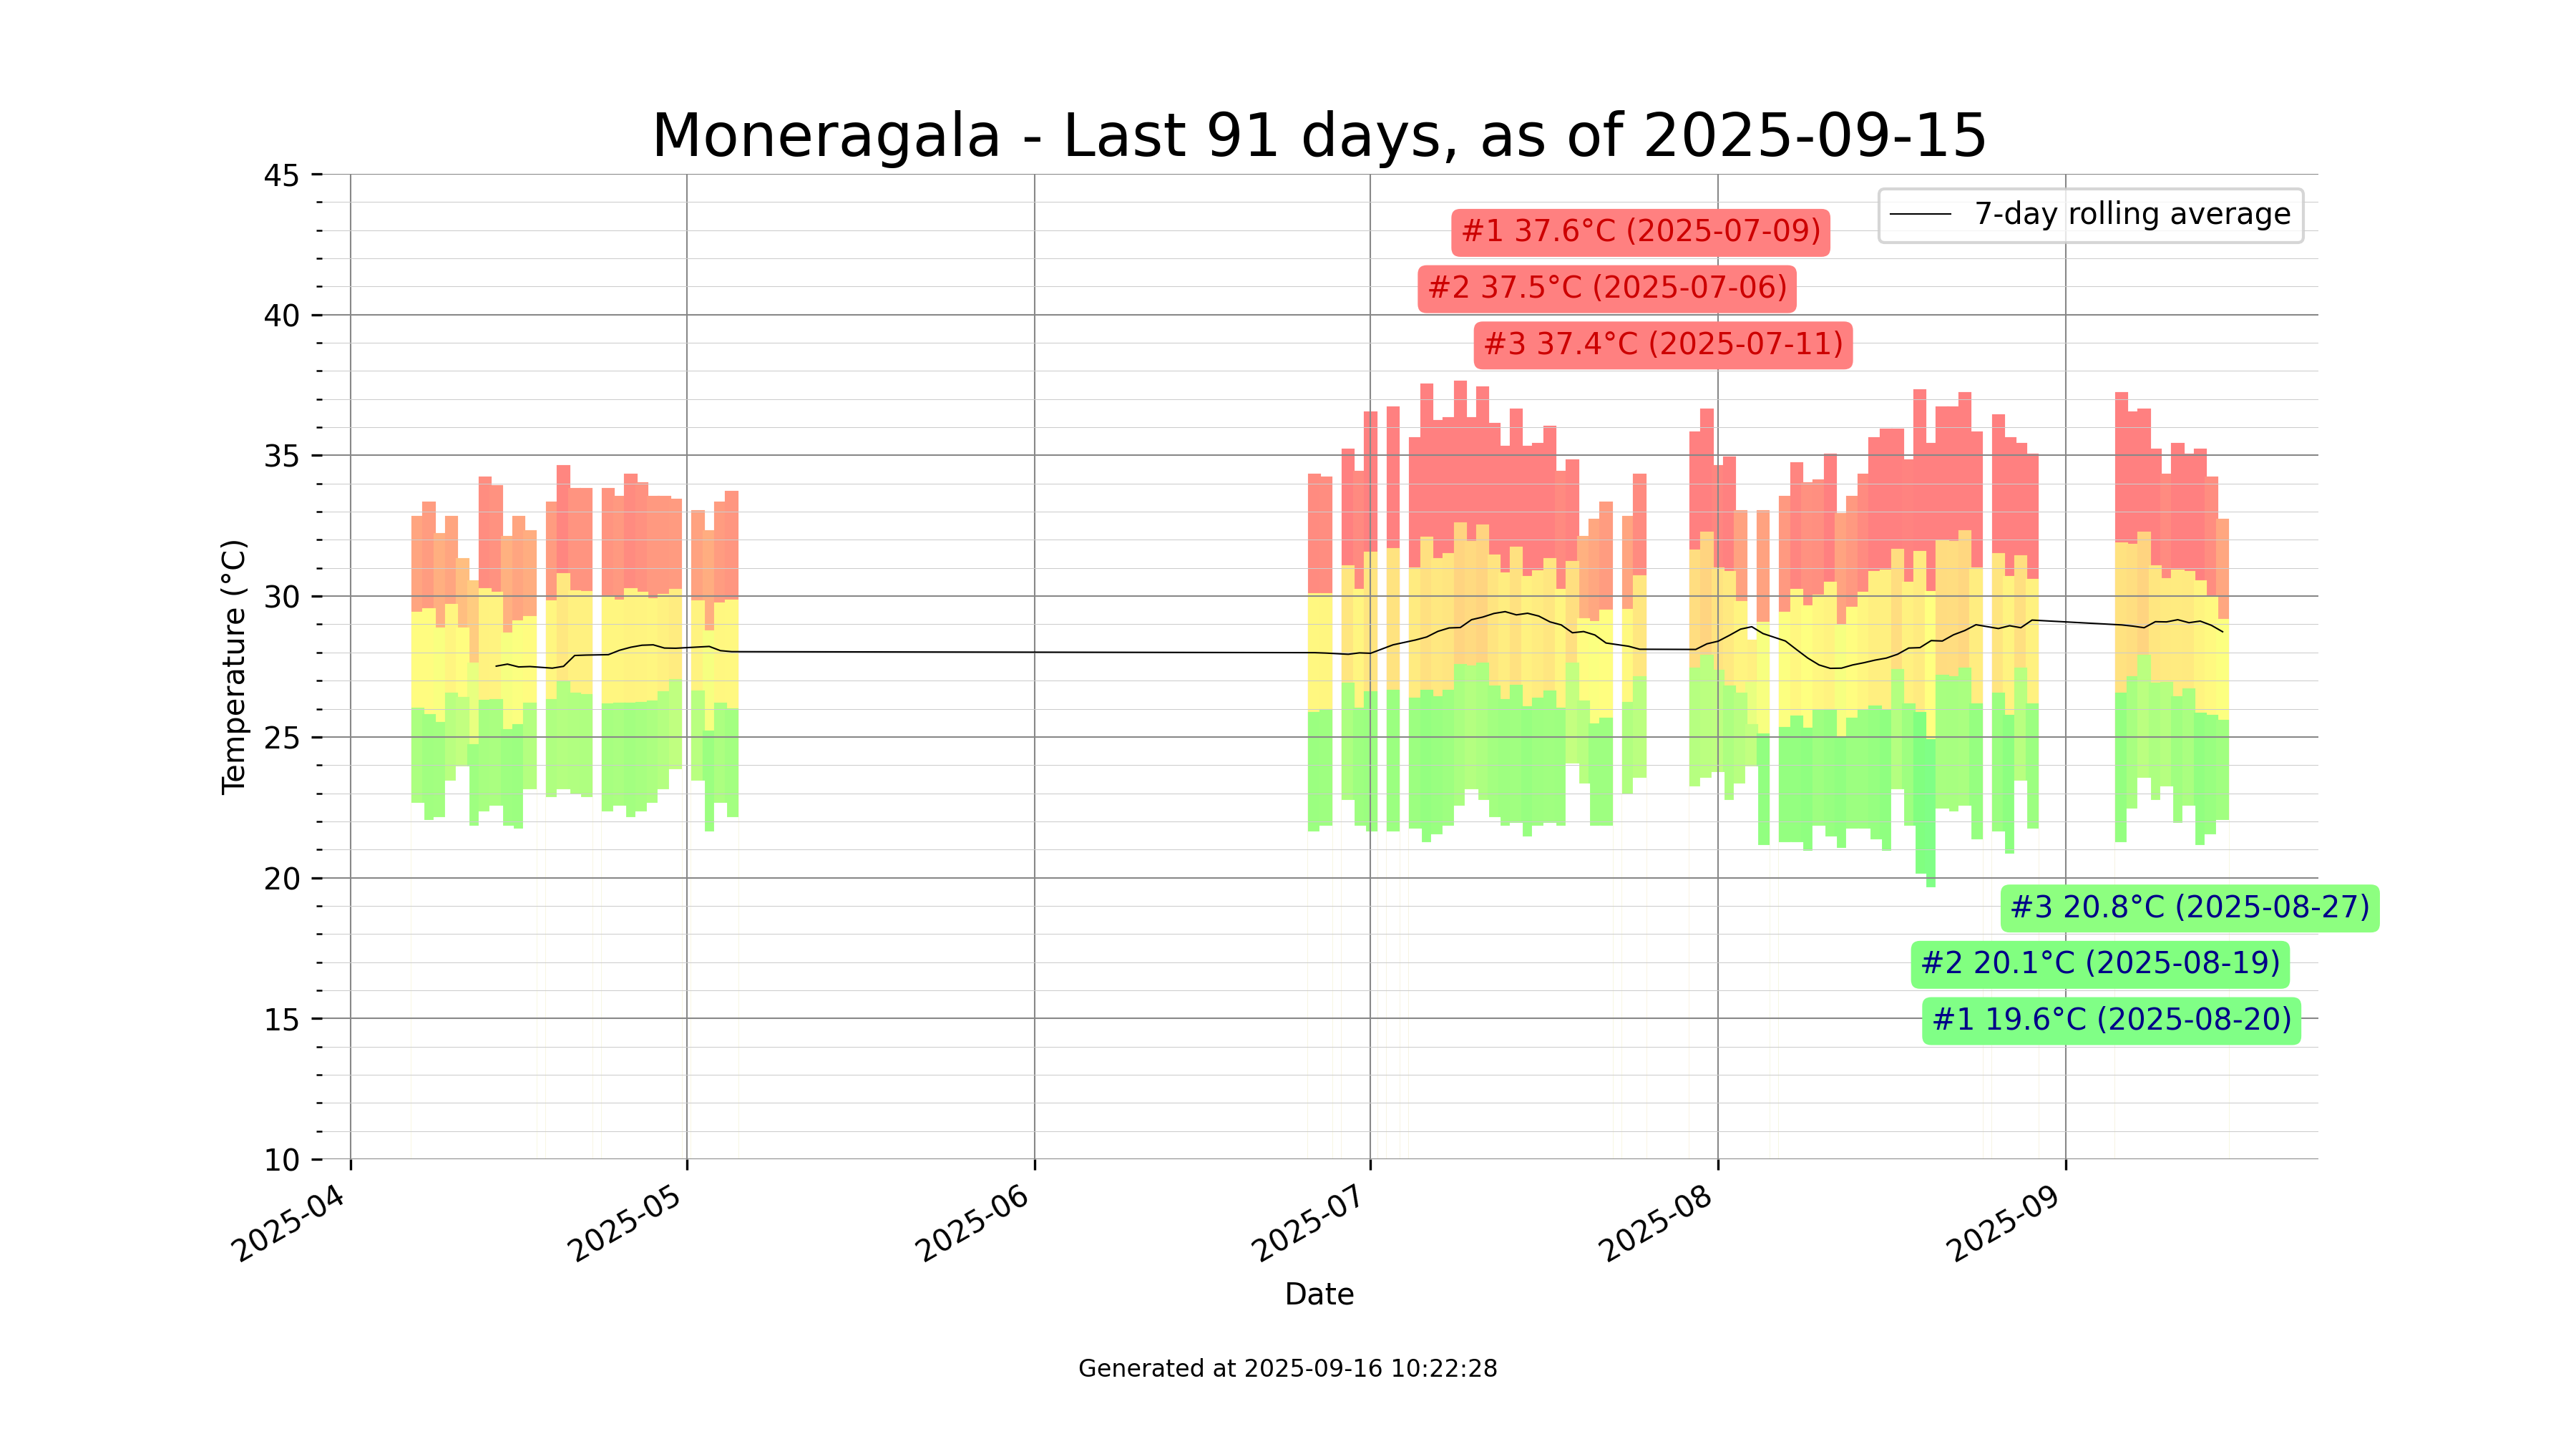 Moneragala - Last 91 days, as of 2025-09-15
7-day rolling average
#1 37.6°C (2025-07-09)
#2 37.5°C (2025-07-06)
#3 37.4°C (2025-07-11)
#3 20.8°C (2025-08-27)
#2 20.1°C (2025-08-19)
#1 19.6°C (2025-08-20)
Temperature (°C)
45
40
35
30
25
20
15
10
2025-04
2025-05
2025-06
2025-07
2025-08
2025-09
Date
Generated at 2025-09-16 10:22:28